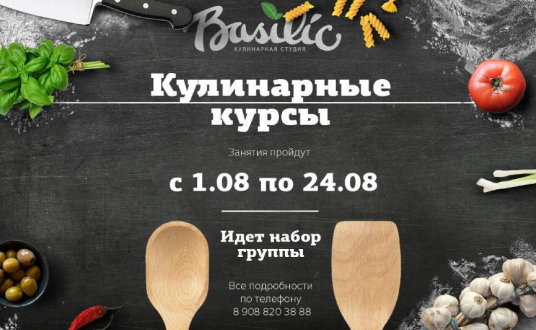 Basilic
КУЛИНАРНАЯ СТУДИЯ
Кулинарные
курсы
Занятия пройдут
с 1.08 по 24.08
Идет набор
группы
Все подробности
по телефону
8 908 820 38 88